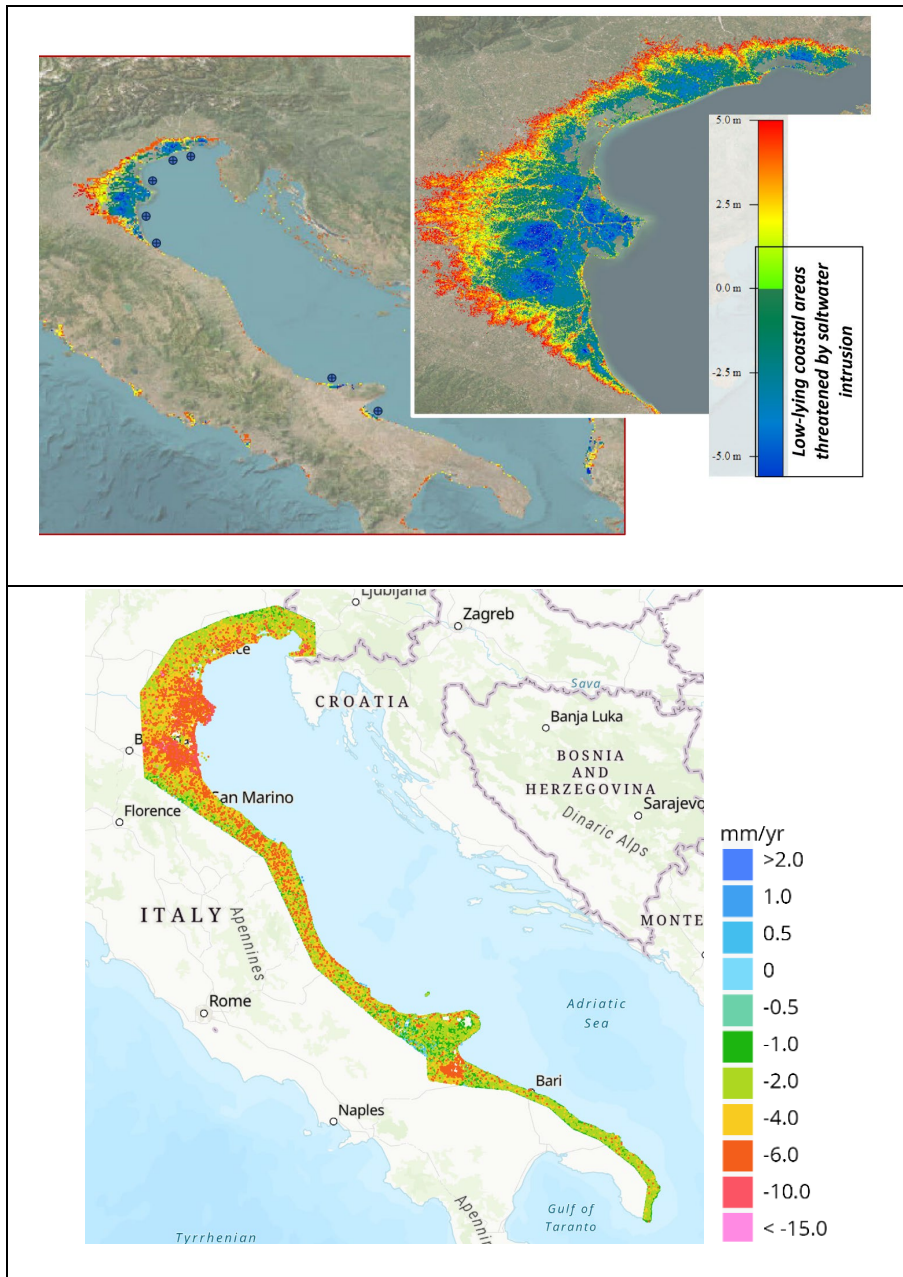 5.0 m
2.5 m
0.0 m
-2.5 m
-5.0 m
Low-lying coastal areas
threatened by saltwater
intrusion
Ljubljana
Zagreb
CROATIA
Sava
Banja Luka
BOSNIA
AND
HERZEGOVINA
Sarajevo
Dinaric Alps
San Marino
Florence
ITALY
Apennines
MONTE
Rome
Adriatic
Sea
Bari
Naples
Gulf of
Taranto
Apennin
Tyrrhenian
mm/yr
>2.0
1.0
0.5
0
-0.5
-1.0
-2.0
-4.0
-6.0
-10.0
< -15.0